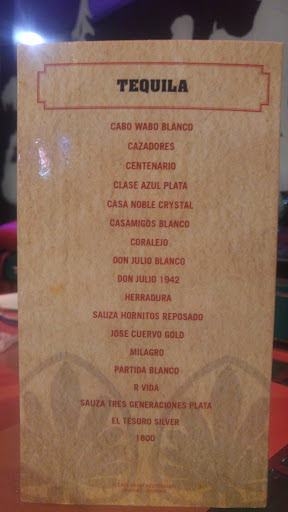 TEQUILA
CABO WABO BLANCO
CAZADORES
CENTENARIO
CLASE AZUL PLATA
CASA NOBLE CRYSTAL
CASAMIGOS BLANCO
CORALEJO
DON JULIO BLANCO
DON JULIO 1942
HERRADURA
SAUZA HORNITOS REPOSADO
JOSE CUERVO GOLD
MILAGRO
PARTIDA BLANCO
R VIDA
SAUZA TRES GENERACIONES PLATA
EL TESORO SILVER
1800